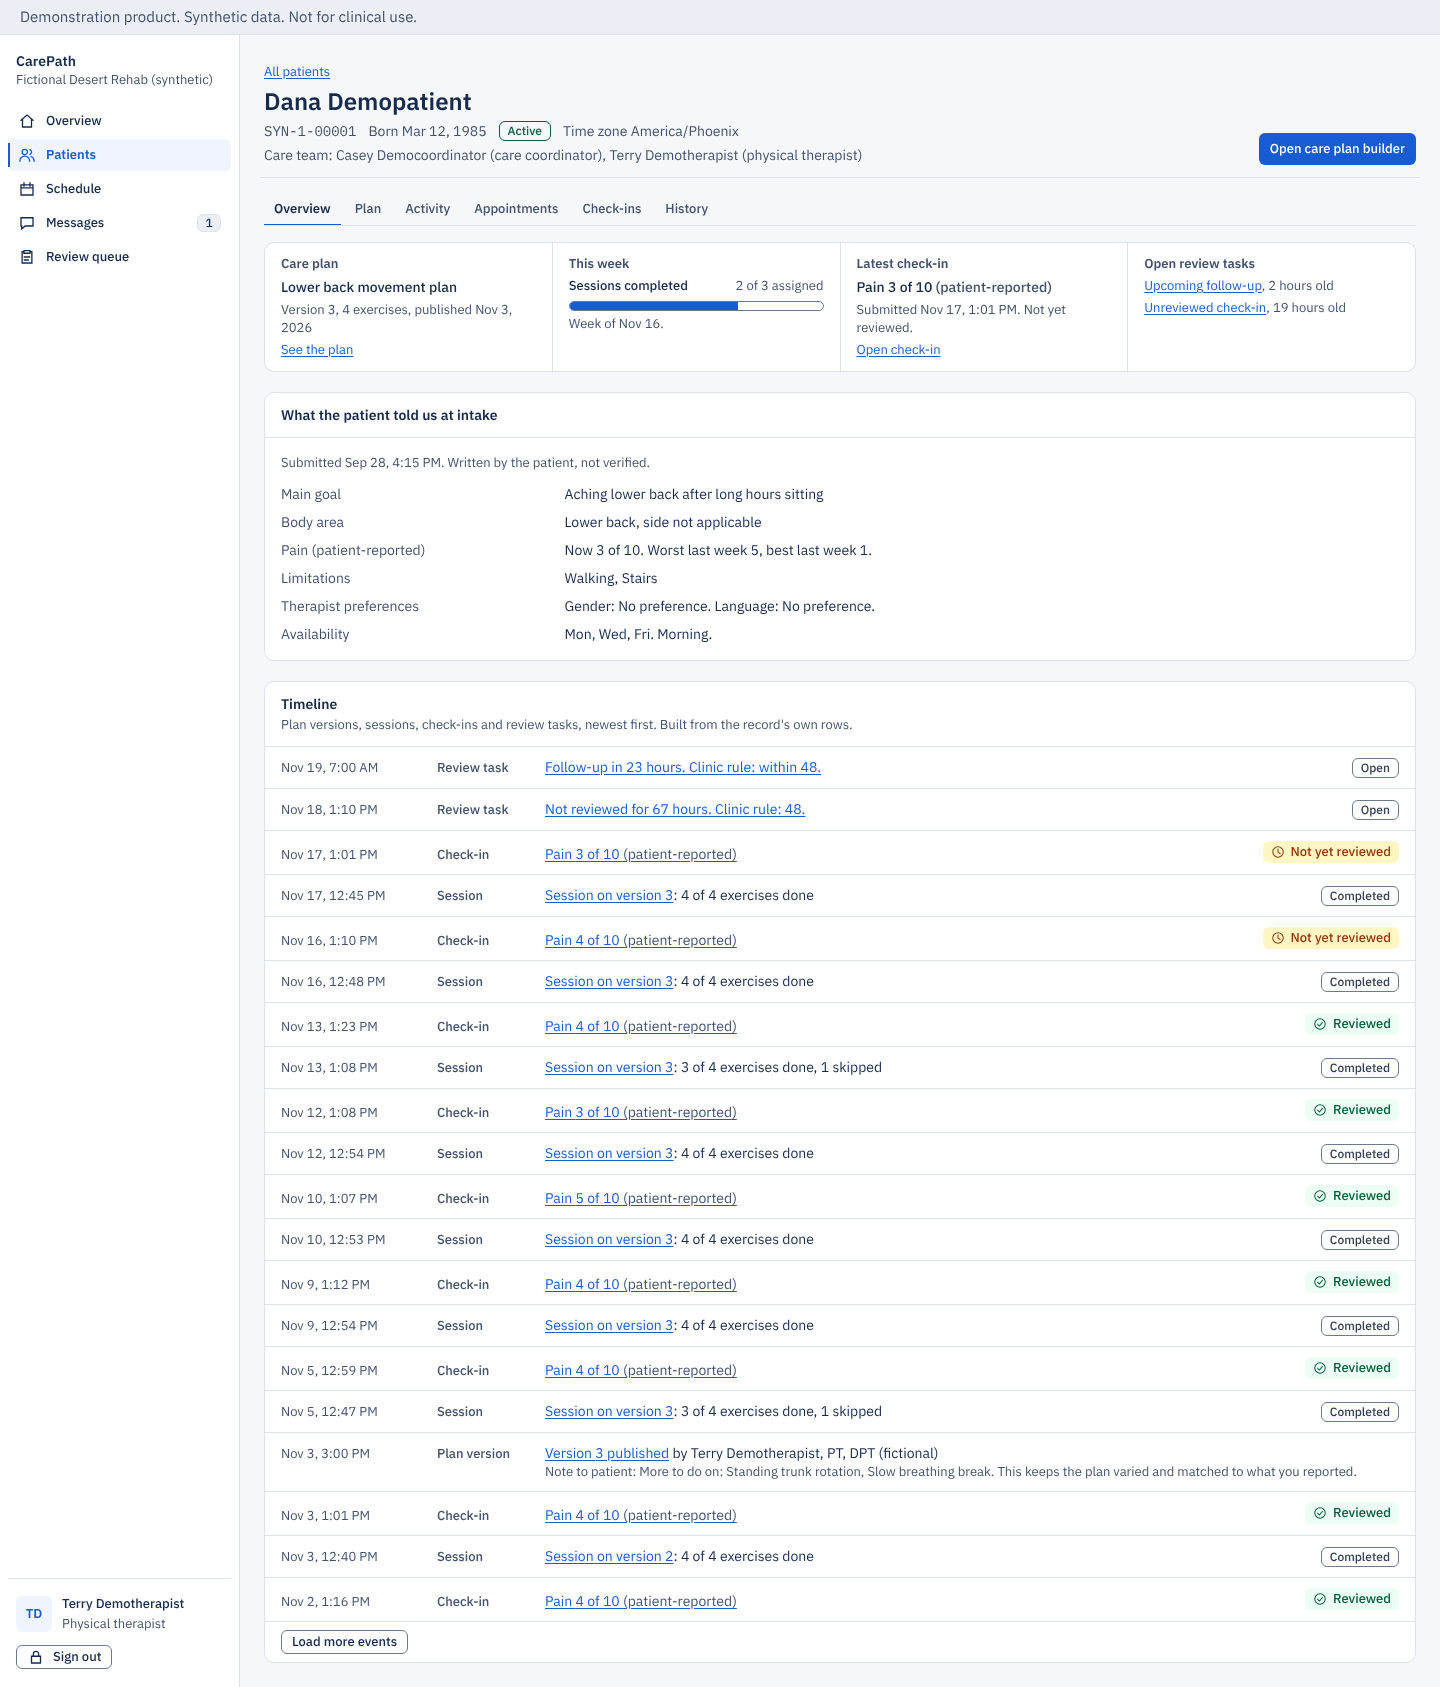 Demonstration product. Synthetic data. Not for clinical use.
CarePath
Fictional Desert Rehab (synthetic)
Overview
Patients
Schedule
Messages 1
Review queue
All patients
Dana Demopatient
SYN-1-00001 Born Mar 12, 1985 Active Time zone America/Phoenix
Care team: Casey Democoordinator (care coordinator), Terry Demotherapist (physical therapist)
Open care plan builder
Overview Plan Activity Appointments Check-ins History
Care plan
Lower back movement plan
Version 3, 4 exercises, published Nov 3,
2026
See the plan
This week
Sessions completed 2 of 3 assigned
Week of Nov 16.
Latest check-in
Pain 3 of 10 (patient-reported)
Submitted Nov 17, 1:01 PM. Not yet
reviewed.
Open check-in
Open review tasks
Upcoming follow-up, 2 hours old
Unreviewed check-in, 19 hours old
What the patient told us at intake
Submitted Sep 28, 4:15 PM. Written by the patient, not verified.
Main goal Aching lower back after long hours sitting
Body area Lower back, side not applicable
Pain (patient-reported) Now 3 of 10. Worst last week 5, best last week 1.
Limitations Walking, Stairs
Therapist preferences Gender: No preference. Language: No preference.
Availability Mon, Wed, Fri. Morning.
Timeline
Plan versions, sessions, check-ins and review tasks, newest first. Built from the record's own rows.
Nov 19, 7:00 AM Review task Follow-up in 23 hours. Clinic rule: within 48. Open
Nov 18, 1:10 PM Review task Not reviewed for 67 hours. Clinic rule: 48. Open
Nov 17, 1:01 PM Check-in Pain 3 of 10 (patient-reported) Not yet reviewed
Nov 17, 12:45 PM Session Session on version 3: 4 of 4 exercises done Completed
Nov 16, 1:10 PM Check-in Pain 4 of 10 (patient-reported) Not yet reviewed
Nov 16, 12:48 PM Session Session on version 3: 4 of 4 exercises done Completed
Nov 13, 1:23 PM Check-in Pain 4 of 10 (patient-reported) Reviewed
Nov 13, 1:08 PM Session Session on version 3: 3 of 4 exercises done, 1 skipped Completed
Nov 12, 1:08 PM Check-in Pain 3 of 10 (patient-reported) Reviewed
Nov 12, 12:54 PM Session Session on version 3: 4 of 4 exercises done Completed
Nov 10, 1:07 PM Check-in Pain 5 of 10 (patient-reported) Reviewed
Nov 10, 12:53 PM Session Session on version 3: 4 of 4 exercises done Completed
Nov 9, 1:12 PM Check-in Pain 4 of 10 (patient-reported) Reviewed
Nov 9, 12:54 PM Session Session on version 3: 4 of 4 exercises done Completed
Nov 5, 12:59 PM Check-in Pain 4 of 10 (patient-reported) Reviewed
Nov 5, 12:47 PM Session Session on version 3: 3 of 4 exercises done, 1 skipped Completed
Nov 3, 3:00 PM Plan version Version 3 published by Terry Demotherapist, PT, DPT (fictional)
Note to patient: More to do on: Standing trunk rotation, Slow breathing break. This keeps the plan varied and matched to what you reported.
Nov 3, 1:01 PM Check-in Pain 4 of 10 (patient-reported) Reviewed
Nov 3, 12:40 PM Session Session on version 2: 4 of 4 exercises done Completed
Nov 2, 1:16 PM Check-in Pain 4 of 10 (patient-reported) Reviewed
Load more events
TD
Terry Demotherapist
Physical therapist
Sign out